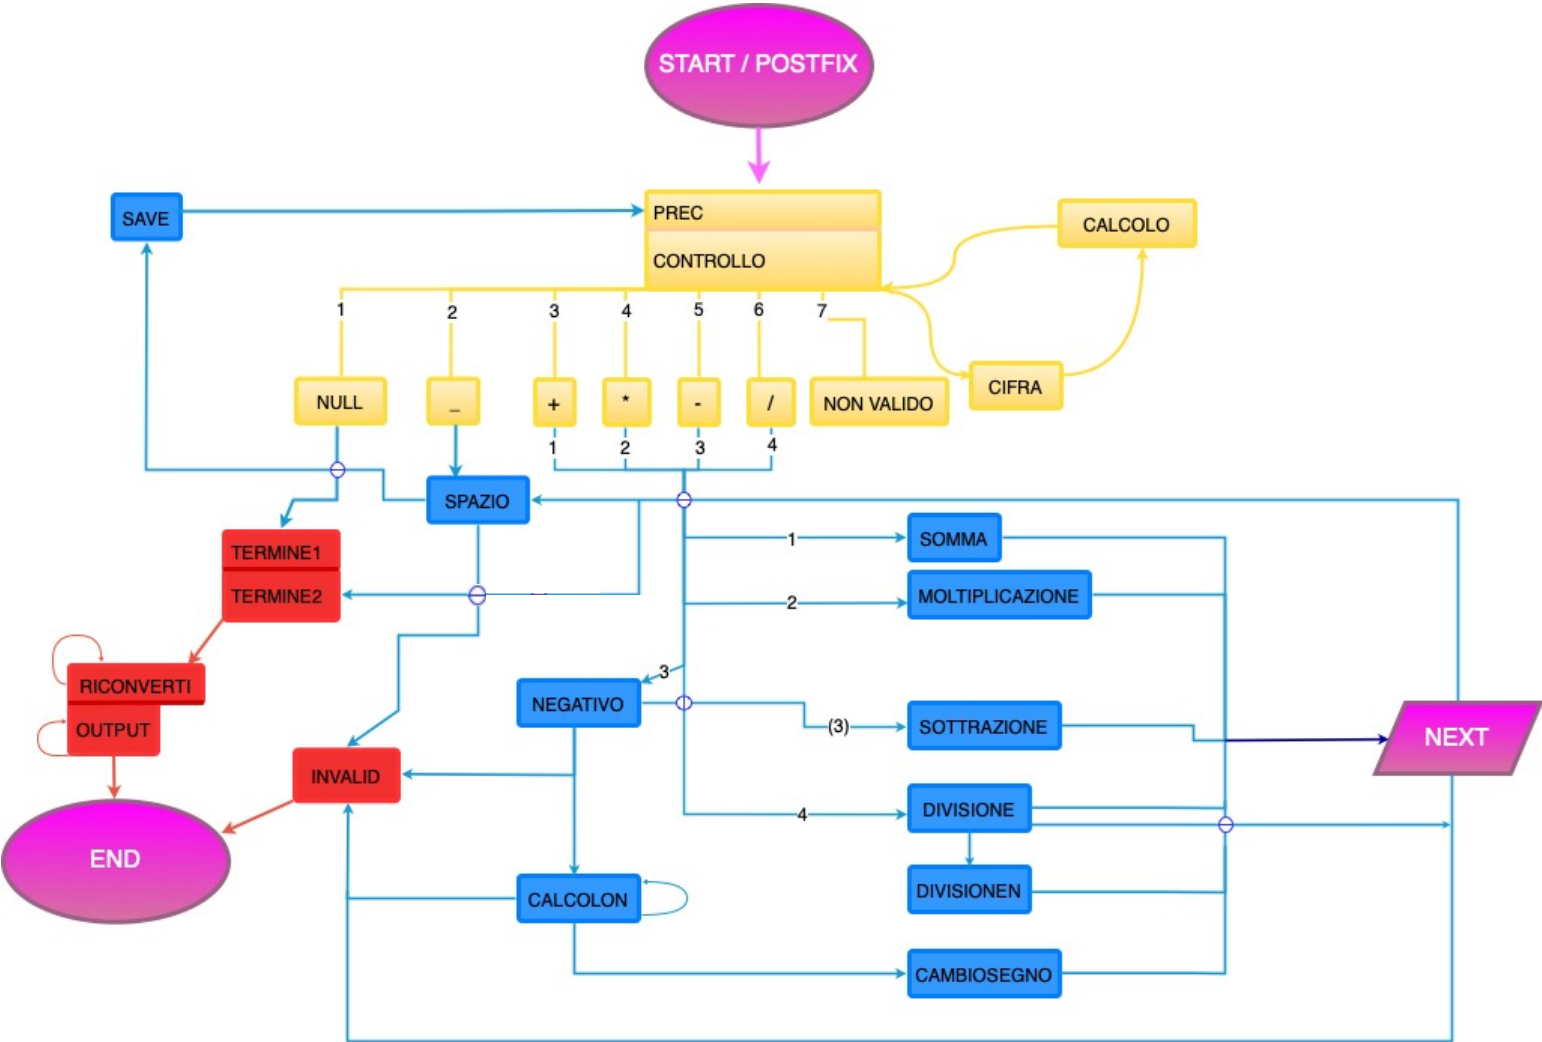 START / POSTFIX
SAVE
PREC
CALCOLO
CONTROLLO
1
2
3
4
5
6
7
NULL
_
+
*
-
/
NON VALIDO
CIFRA
1
2
3
4
SPAZIO
TERMINE1
1
SOMMA
TERMINE2
2
MOLTIPLICAZIONE
3
RICONVERTI
NEGATIVO
OUTPUT
(3)
SOTTRAZIONE
NEXT
INVALID
4
DIVISIONE
END
CALCOLON
DIVISIONEN
CAMBIOSEGNO